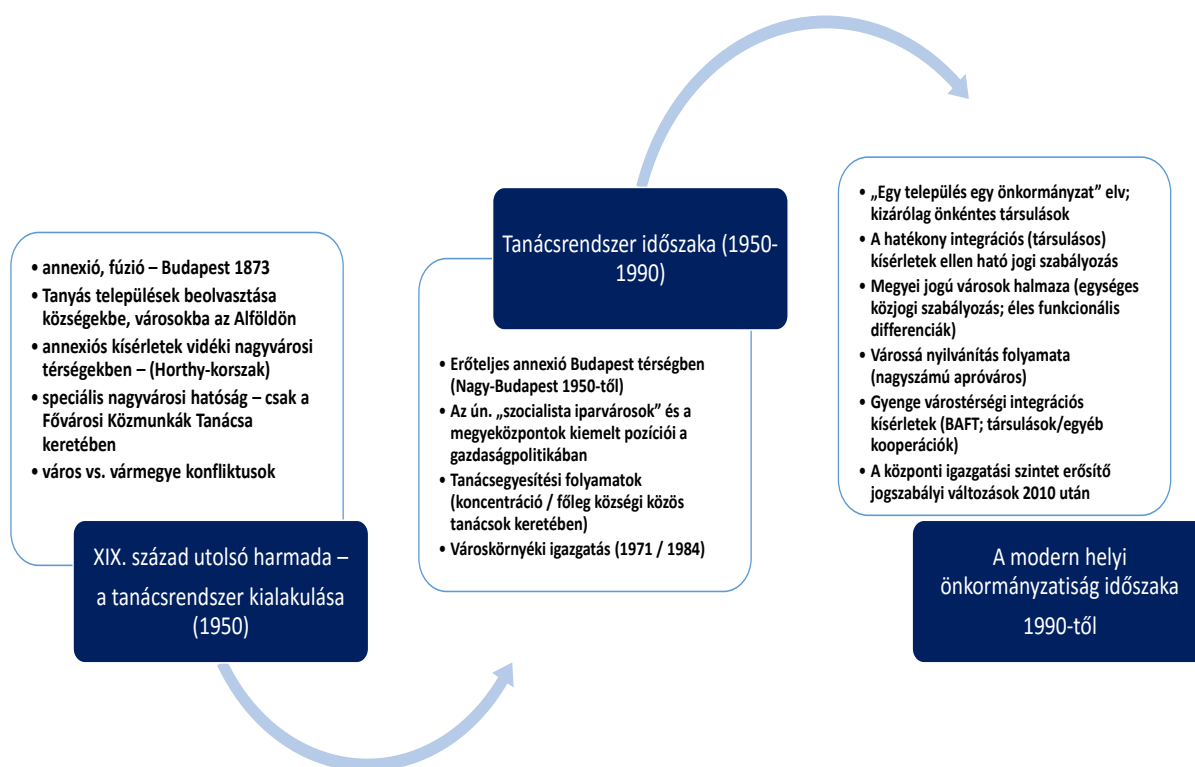 • annexió, fúzió – Budapest 1873
• Tanyás települések beolvasztása
községekbe, városokba az Alföldön
• annexiós kísérletek vidéki nagyvárosi
térségekben – (Horthy-korszak)
• speciális nagyvárosi hatóság – csak a
Fővárosi Közmunkák Tanácsa
keretében
• város vs. vármegye konfliktusok
XIX. század utolsó harmada –
a tanácsrendszer kialakulása
(1950)
Tanácsrendszer időszaka (1950-
1990)
• Erőteljes annexió Budapest térségben
(Nagy-Budapest 1950-től)
• Az ún. „szocialista iparvárosok” és a
megyeközpontok kiemelt pozíciói a
gazdaságpolitikában
• Tanácsegyesítési folyamatok
(koncentráció / főleg községi közös
tanácsok keretében)
• Városkörnyéki igazgatás (1971 / 1984)
• „Egy település egy önkormányzat” elv;
kizárólag önkéntes társulások
• A hatékony integrációs (társulásos)
kísérletek ellen ható jogi szabályozás
• Megyei jogú városok halmaza (egységes
közjogi szabályozás; éles funkcionális
differenciák)
• Várossá nyilvánítás folyamata
(nagyszámú apróváros)
• Gyenge várostérségi integrációs
kísérletek (BAFT; társulások/egyéb
kooperációk)
• A központi igazgatási szintet erősítő
jogszabályi változások 2010 után
A modern helyi
önkormányzatiság időszaka
1990-től